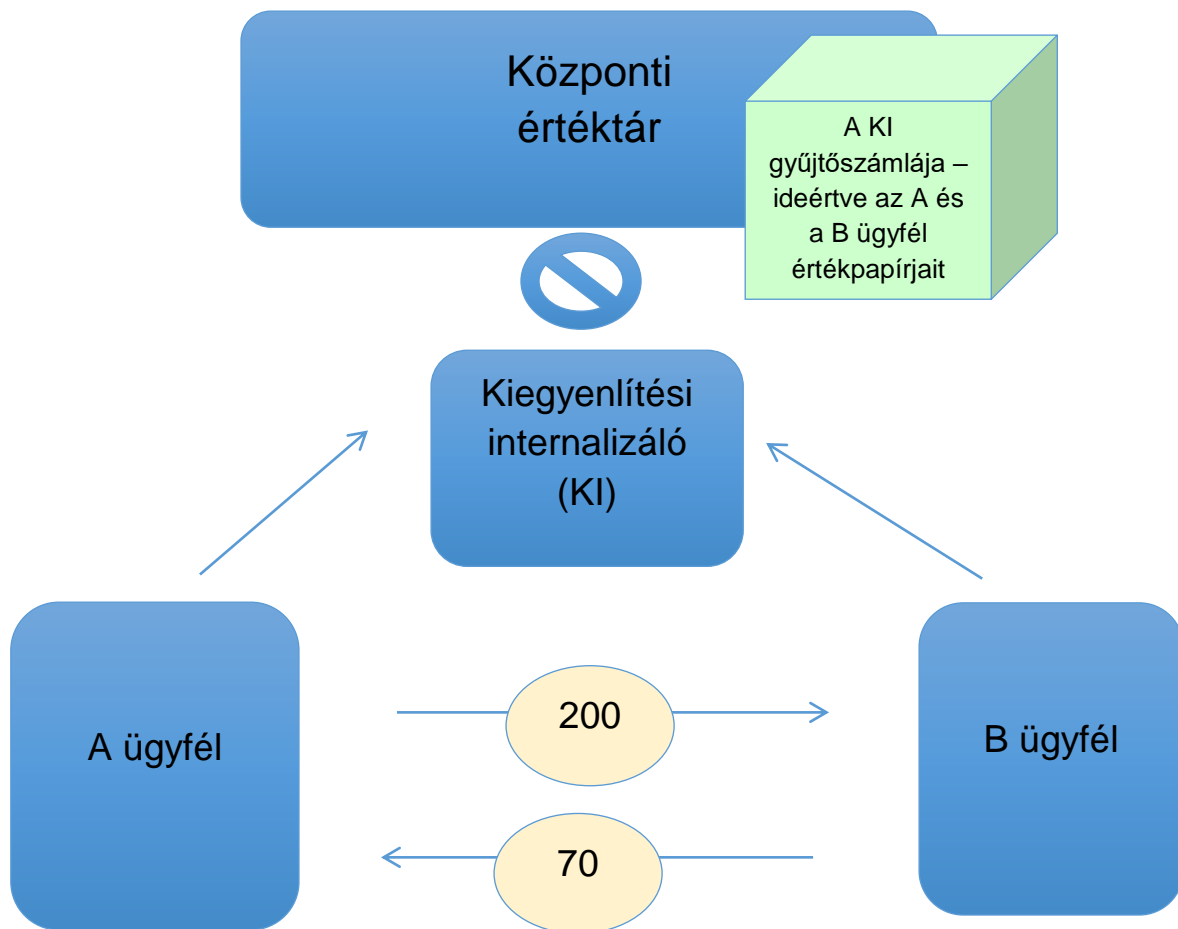 Központi
értéktár
A KI
gyűjtőszámlája –
ideértve az A és
a B ügyfél
értékpapírjait
Kiegyenlítési
internalizáló
(KI)
A ügyfél
200
B ügyfél
70